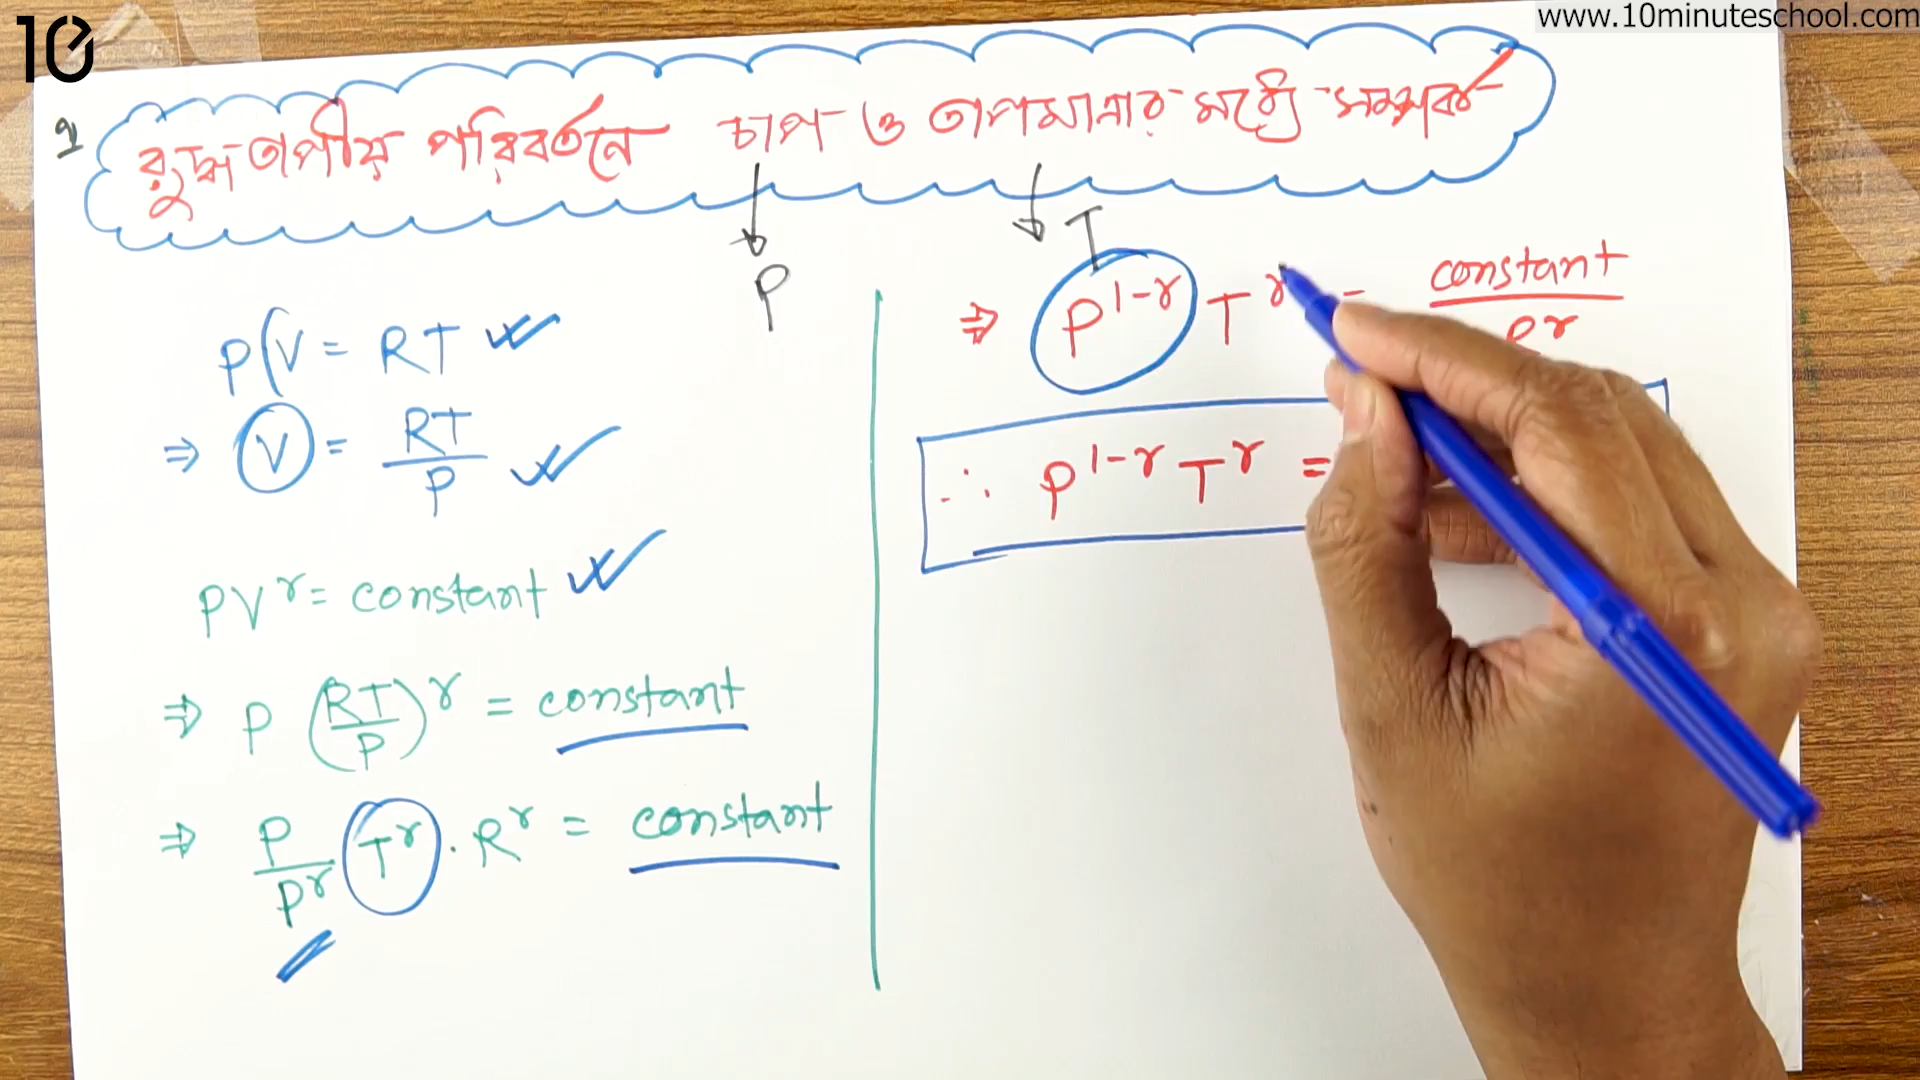 10
www.10minuteschool.com
রুদ্ধতাপীয় পরিবর্তনে চাপ ও তাপমাত্রার মধ্যে সম্পর্ক
P T
P(V = RT
⇒ V = RT/P
PV^γ = constant
⇒ P (RT/P)^γ = constant
⇒ P/P^γ T^γ · R^γ = constant
⇒ P^1-γ T^γ = constant/R^γ
∴ P^1-γ T^γ =